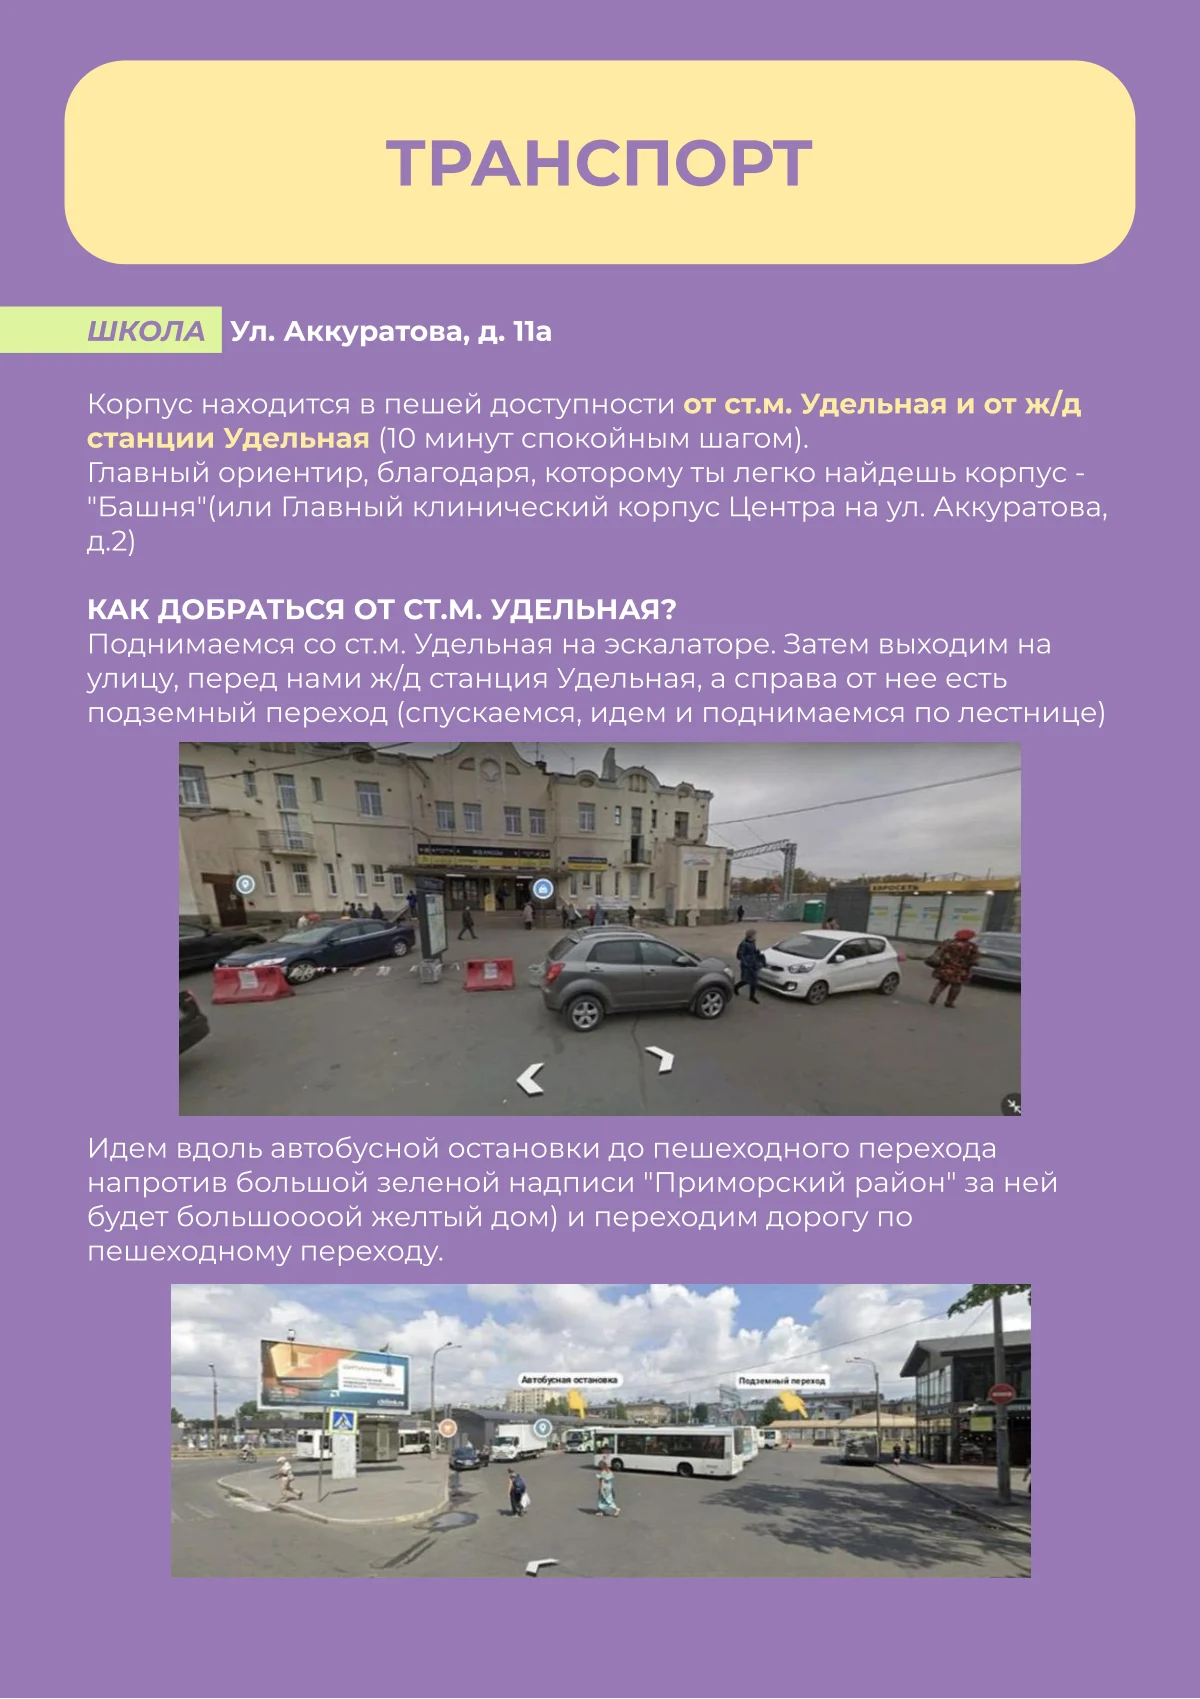 ТРАНСПОРТ
ШКОЛА Ул. Аккуратова, д. 11а
Корпус находится в пешей доступности от ст.м. Удельная и от ж/д
станции Удельная (10 минут спокойным шагом).
Главный ориентир, благодаря, которому ты легко найдешь корпус -
"Башня"(или Главный клинический корпус Центра на ул. Аккуратова,
д.2)
КАК ДОБРАТЬСЯ ОТ СТ.М. УДЕЛЬНАЯ?
Поднимаемся со ст.м. Удельная на эскалаторе. Затем выходим на
улицу, перед нами ж/д станция Удельная, а справа от нее есть
подземный переход (спускаемся, идем и поднимаемся по лестнице)
ЕВРОСЕТЬ
Идем вдоль автобусной остановки до пешеходного перехода
напротив большой зеленой надписи "Приморский район" за ней
будет большоооой желтый дом) и переходим дорогу по
пешеходному переходу.
Автобусная остановка
Подземный переход